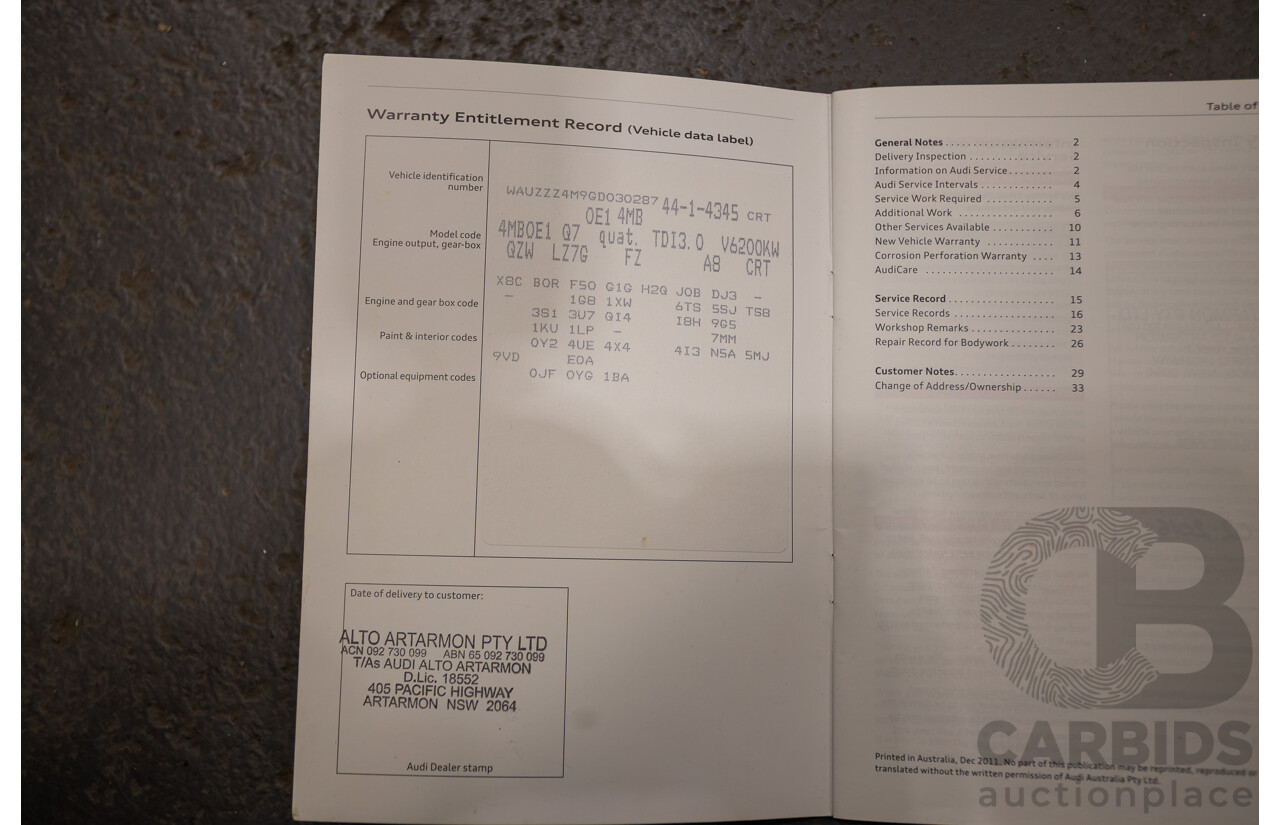 Warranty Entitlement Record (Vehicle data label)
Vehicle identification
number
WAUZZZ4M9GD030287 44-1-4345 CRT
0E1 4MB
Model code
Engine output, gear-box
4MB0E1 Q7 quat. TDI3.0 V6200KW
QZW LZ7G FZ A8 CRT
X8C B0R F50 G1G H2G J0B DJ3 -
Engine and gear box code
- 1G8 1XW 6TS 5SJ TS8
3S1 3U7 QI4 I8H 9G5
Paint & interior codes
1KU 1LP - 7MM
0Y2 4UE 4X4 4I3 N5A 5MJ
9VD E0A
Optional equipment codes
0JF 0YG 1BA
Date of delivery to customer:
ALTO ARTARMON PTY LTD
ACN 092 730 099 ABN 65 092 730 099
T/As AUDI ALTO ARTARMON
D.Lic. 18552
405 PACIFIC HIGHWAY
ARTARMON NSW 2064
Audi Dealer stamp
Table of
General Notes . . . . . . . . . . . . . . . . . . . 2
Delivery Inspection . . . . . . . . . . . . . . . 2
Information on Audi Service . . . . . . . . 2
Audi Service Intervals . . . . . . . . . . . . . 4
Service Work Required . . . . . . . . . . . . 5
Additional Work . . . . . . . . . . . . . . . . . 6
Other Services Available . . . . . . . . . . . 10
New Vehicle Warranty . . . . . . . . . . . . 11
Corrosion Perforation Warranty . . . . 13
AudiCare . . . . . . . . . . . . . . . . . . . . . . . 14
Service Record . . . . . . . . . . . . . . . . . . . 15
Service Records . . . . . . . . . . . . . . . . . . 16
Workshop Remarks . . . . . . . . . . . . . . . 23
Repair Record for Bodywork . . . . . . . . 26
Customer Notes. . . . . . . . . . . . . . . . . . 29
Change of Address/Ownership . . . . . . 33
Printed in Australia, Dec 2011. No part of this publication may be reprinted, reproduced or
translated without the written permission of Audi Australia Pty Ltd.
CB
CARBIDS
auctionplace